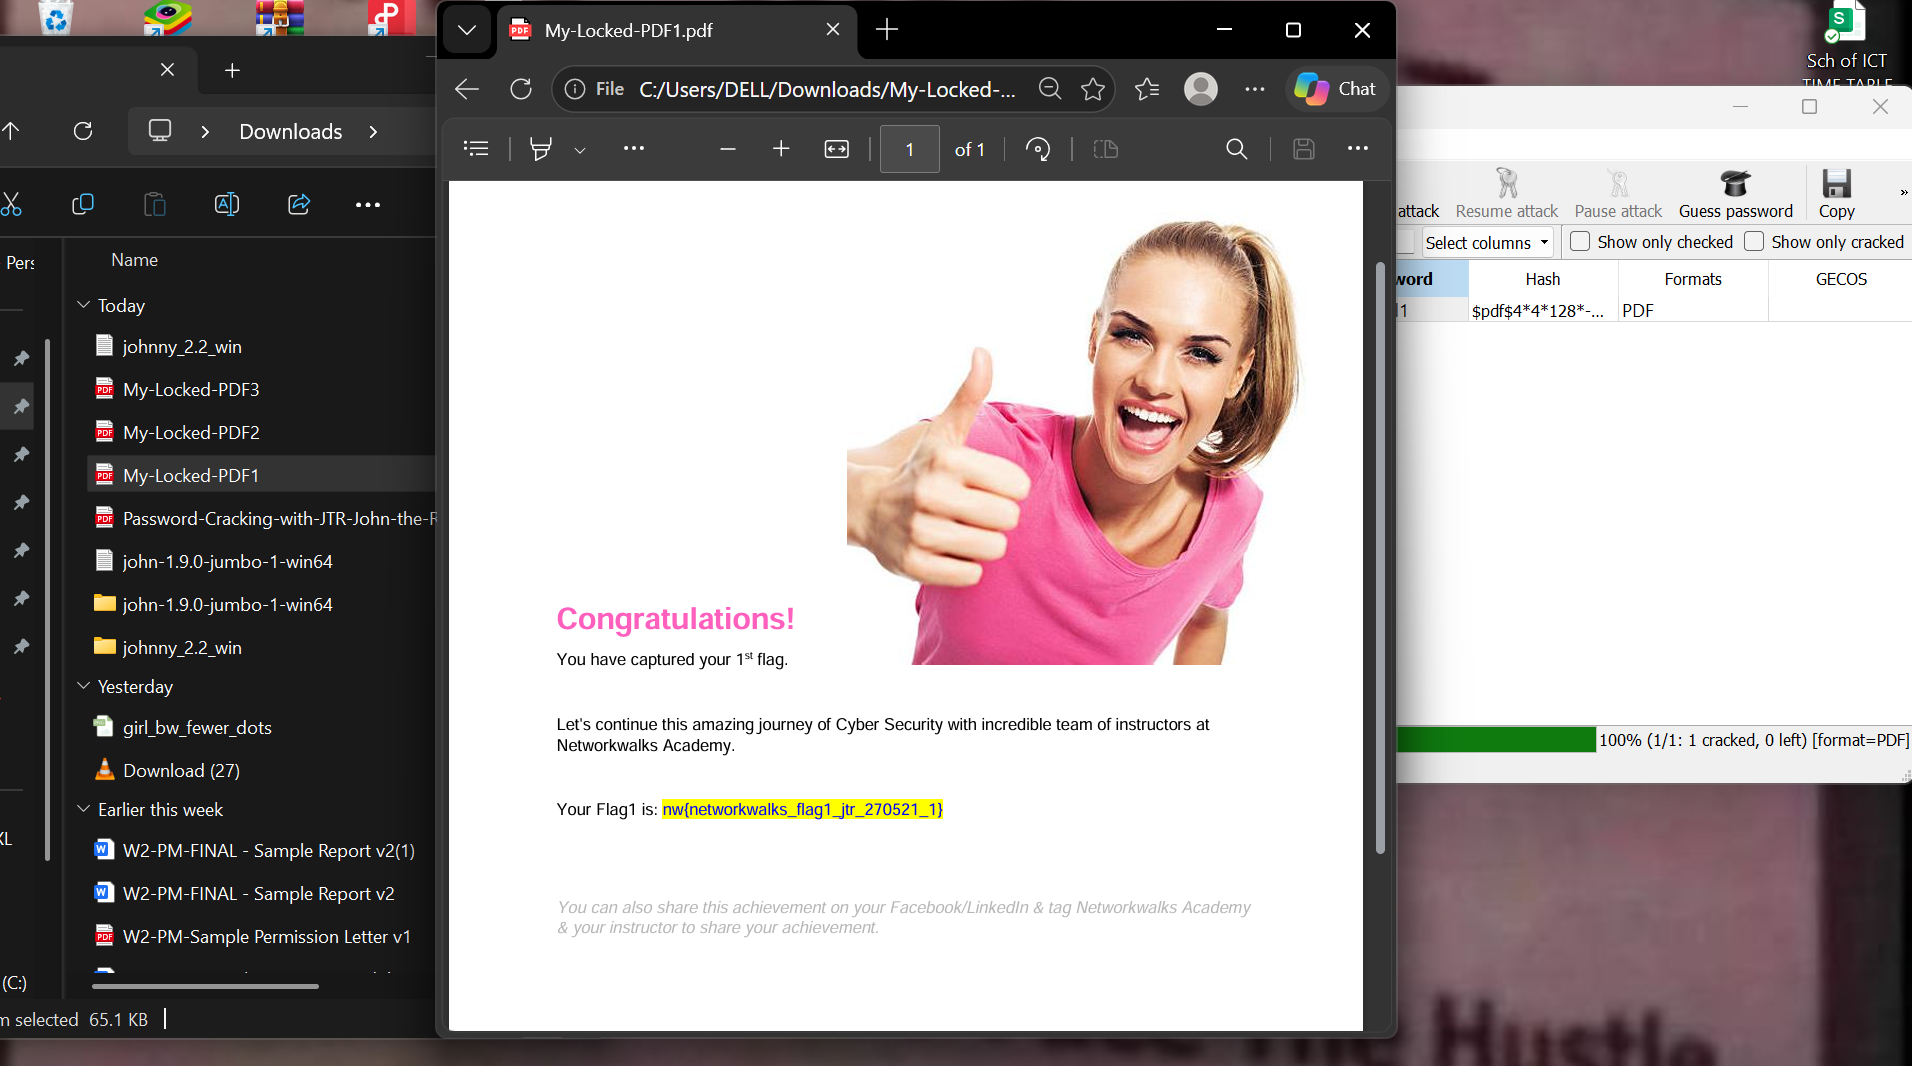 My-Locked-PDF1.pdf
File C:/Users/DELL/Downloads/My-Locked-...
Chat
1 of 1
Downloads
Name
Today
johnny_2.2_win
My-Locked-PDF3
My-Locked-PDF2
My-Locked-PDF1
Password-Cracking-with-JTR-John-the-R
john-1.9.0-jumbo-1-win64
john-1.9.0-jumbo-1-win64
johnny_2.2_win
Yesterday
girl_bw_fewer_dots
Download (27)
Earlier this week
W2-PM-FINAL - Sample Report v2(1)
W2-PM-FINAL - Sample Report v2
W2-PM-Sample Permission Letter v1
(C:)
selected 65.1 KB
Congratulations!
You have captured your 1st flag.
Let's continue this amazing journey of Cyber Security with incredible team of instructors at
Networkwalks Academy.
Your Flag1 is: nw{networkwalks_flag1_jtr_270521_1}
You can also share this achievement on your Facebook/LinkedIn & tag Networkwalks Academy
& your instructor to share your achievement.
Sch of ICT
TIME TABLE
attack Resume attack Pause attack Guess password Copy
Select columns Show only checked Show only cracked
word Hash Formats GECOS
$pdf$4*4*128*-... PDF
100% (1/1: 1 cracked, 0 left) [format=PDF]
The Hustle